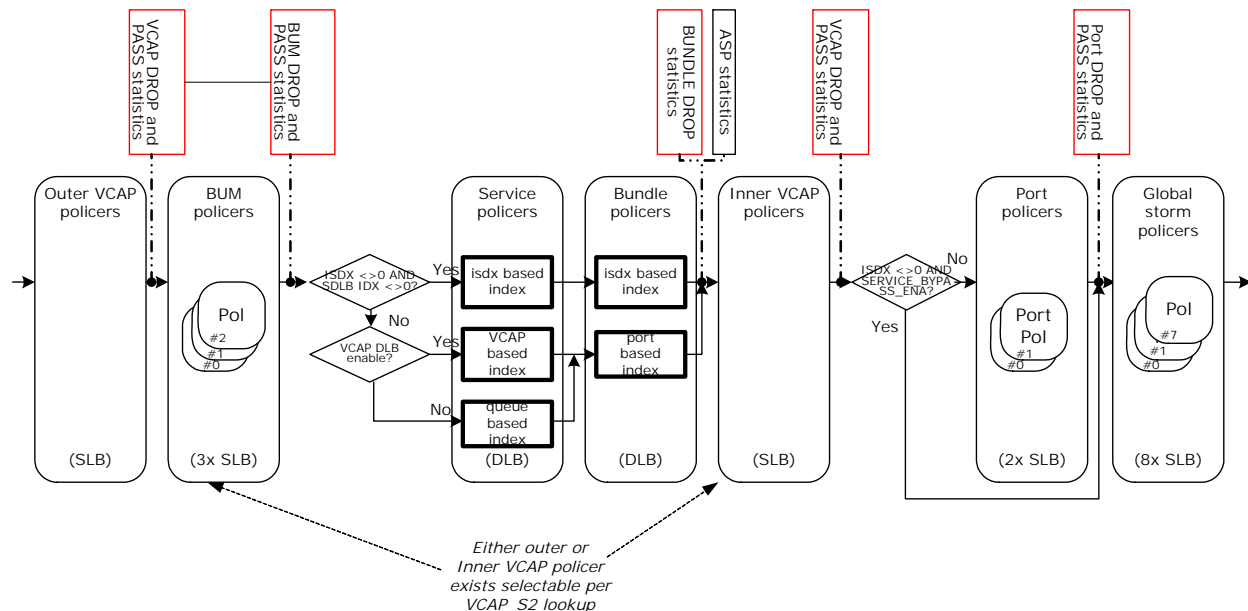 VCAP DROP and
PASS statistics
BUM DROP and
PASS statistics
BUNDLE DROP
statistics
ASP statistics
VCAP DROP and
PASS statistics
Port DROP and
PASS statistics
Outer VCAP
policers
(SLB)
BUM
policers
Pol
#2
#1
#0
(3x SLB)
ISDX <>0 AND
SDLB IDX <>0?
Yes
No
VCAP DLB
enable?
Yes
No
Service
policers
isdx based
index
VCAP
based
index
queue
based
index
(DLB)
Bundle
policers
isdx based
index
port
based
index
(DLB)
Inner VCAP
policers
(SLB)
ISDX <>0 AND
SERVICE_BYPA
SS_ENA?
No
Yes
Port
policers
Port
Pol
#1
#0
(2x SLB)
Global
storm
policers
Pol
#7
#1
#0
(8x SLB)
Either outer or
Inner VCAP policer
exists selectable per
VCAP_S2 lookup